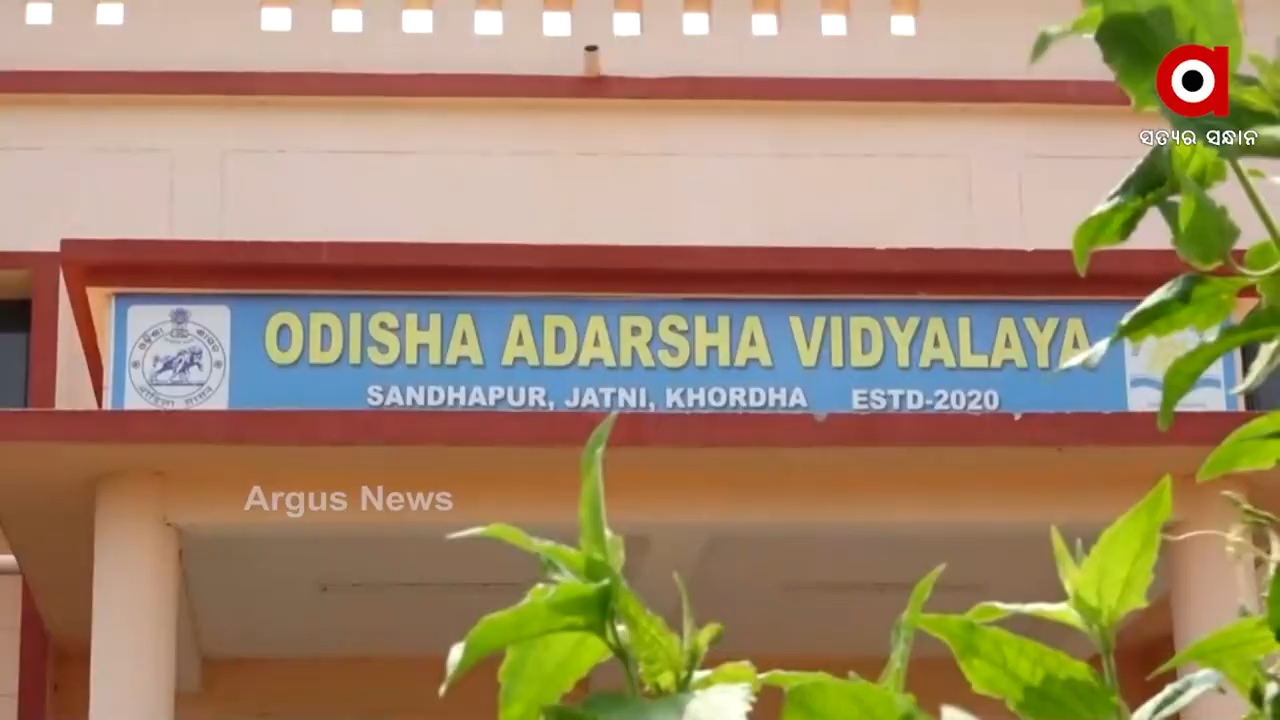 ସତ୍ୟର ସନ୍ଧାନ
ODISHA ADARSHA VIDYALAYA
SANDHAPUR, JATNI, KHORDHA ESTD-2020
Argus News